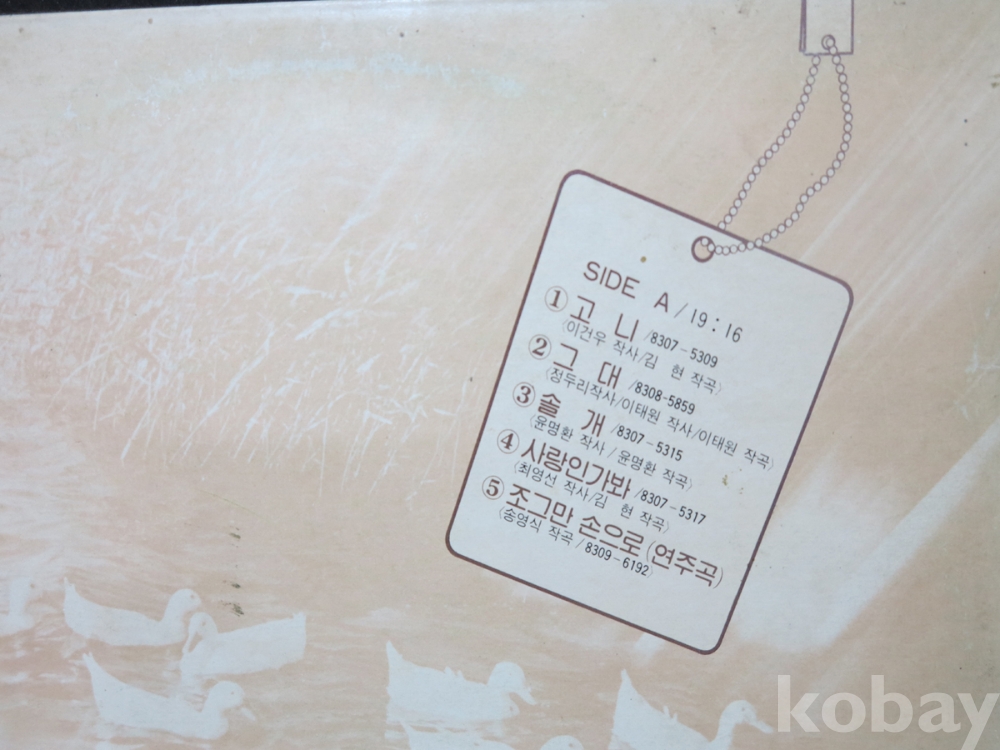 SIDE A / 19 : 16
① 고 니 /8307-5309
(이건우 작사/김 현 작곡)
② 그 대 /8308-5859
(정두리작사/이태원 작사/이태원 작곡)
③ 솔 개 /8307-5315
(윤명환 작사/윤명환 작곡)
④ 사랑인가봐 /8307-5317
(최영선 작사/김 현 작곡)
⑤ 조그만 손으로 (연주곡)
(송영식 작곡/8309-6192)
kobay